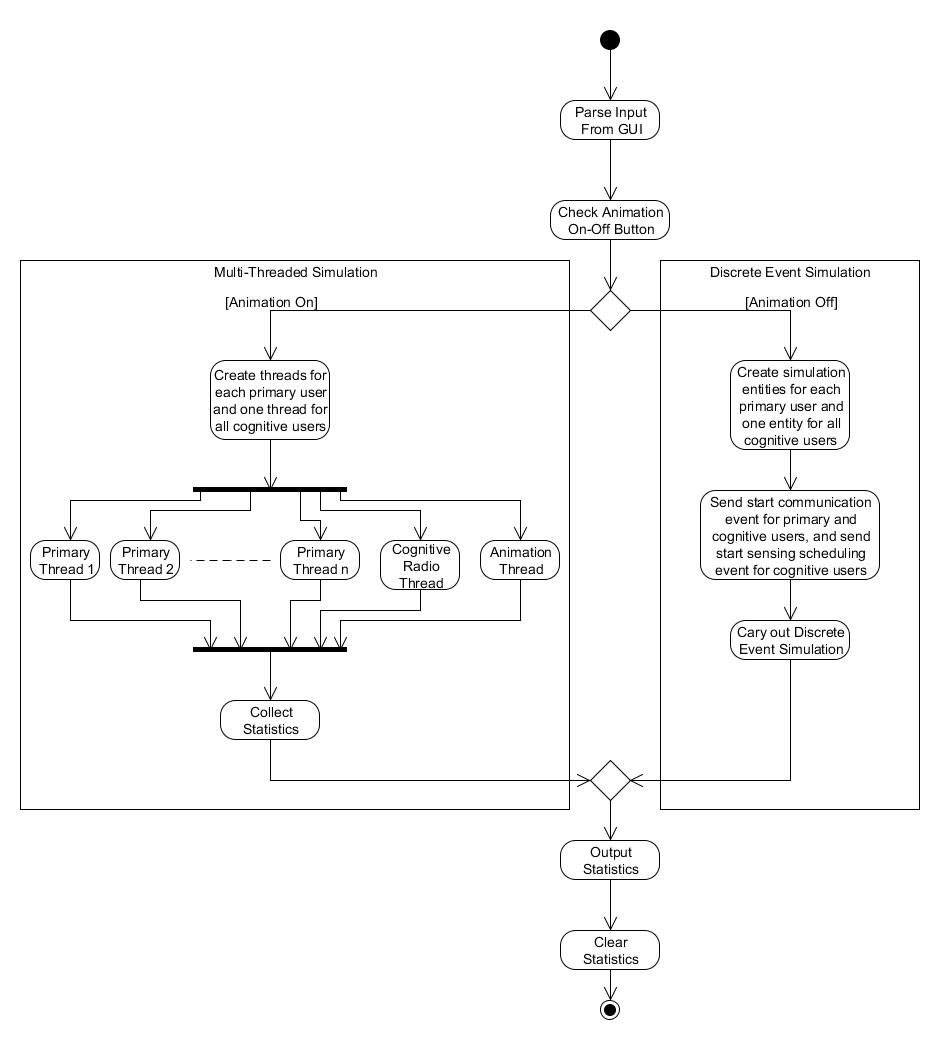 Parse Input
From GUI
Check Animation
On-Off Button
Multi-Threaded Simulation
[Animation On]
Create threads for
each primary user
and one thread for
all cognitive users
Primary
Thread 1
Primary
Thread 2
Primary
Thread n
Cognitive
Radio
Thread
Animation
Thread
Collect
Statistics
Discrete Event Simulation
[Animation Off]
Create simulation
entities for each
primary user and
one entity for all
cognitive users
Send start communication
event for primary and
cognitive users, and send
start sensing scheduling
event for cognitive users
Cary out Discrete
Event Simulation
Output
Statistics
Clear
Statistics